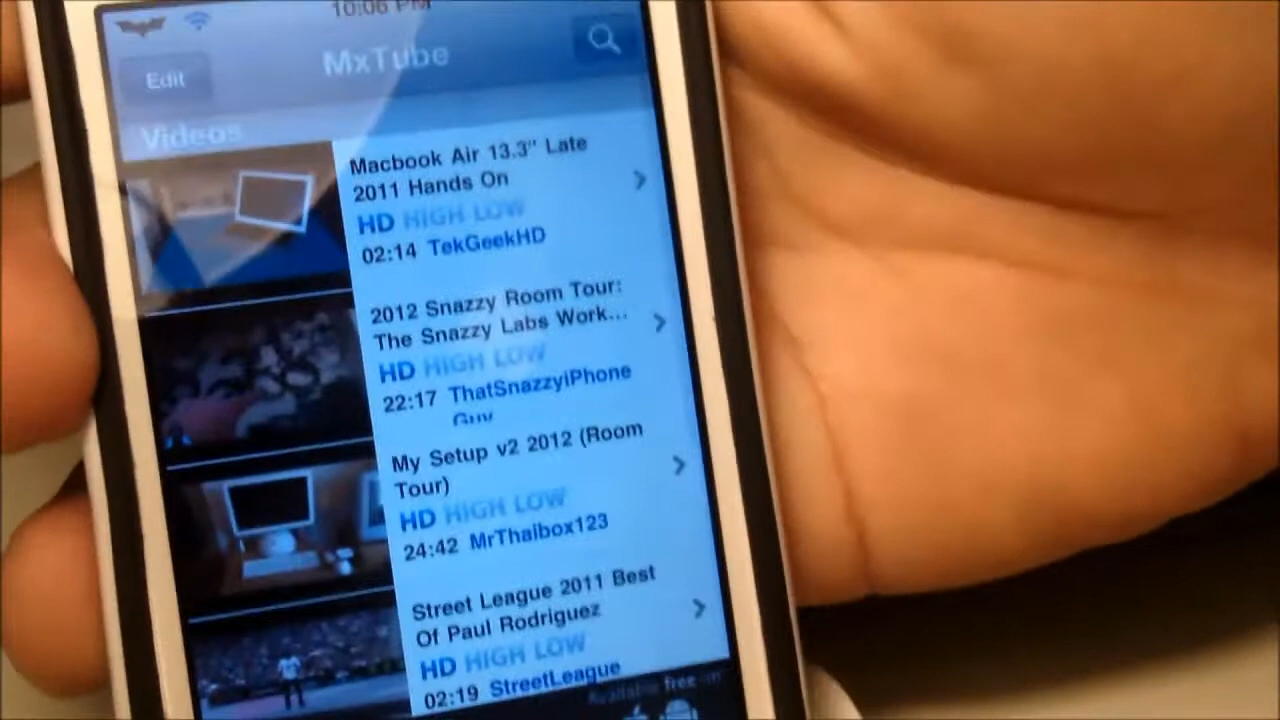 10:06 PM
MxTube
Edit
Videos
Macbook Air 13.3" Late
2011 Hands On
HD HIGH LOW
02:14 TekGeekHD
2012 Snazzy Room Tour:
The Snazzy Labs Work...
HD HIGH LOW
22:17 ThatSnazzyiPhone
Guy
My Setup v2 2012 (Room
Tour)
HD HIGH LOW
24:42 MrThaibox123
Street League 2011 Best
Of Paul Rodriguez
HD HIGH LOW
02:19 StreetLeague
Available free